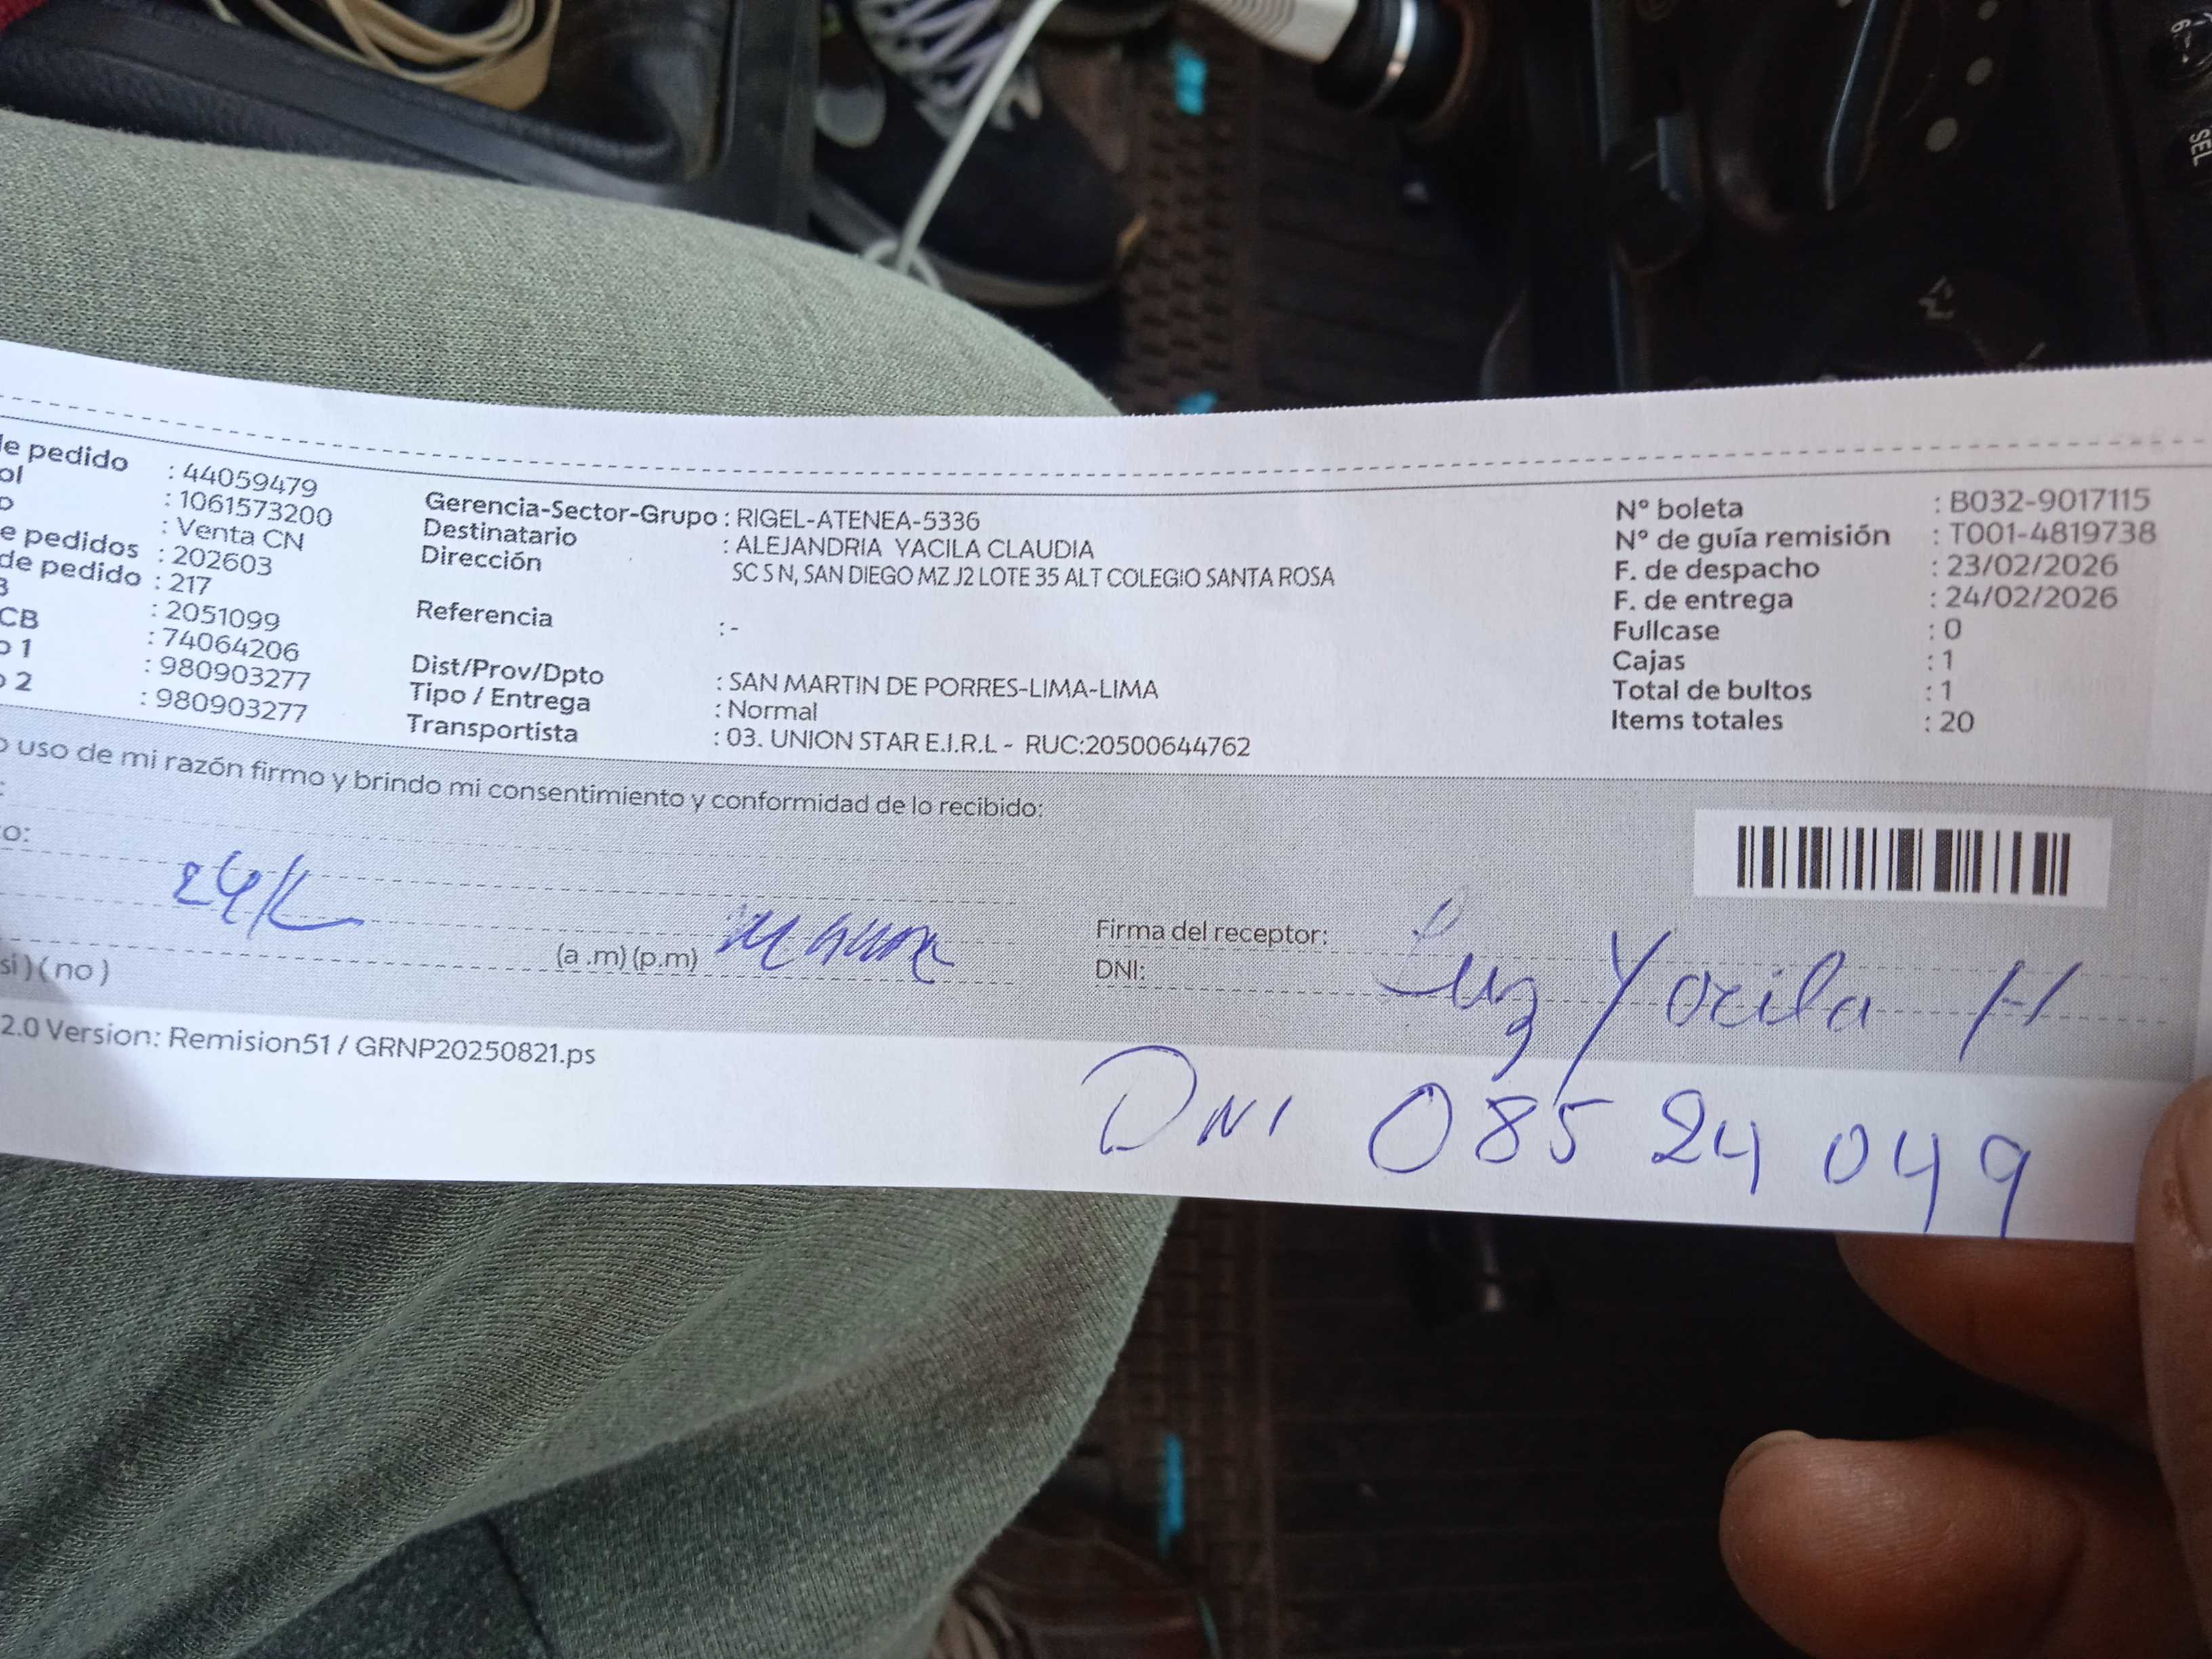 de pedido : 44059479
ol : 1061573200
o : Venta CN
e pedidos : 202603
de pedido : 217
: 2051099
CB : 74064206
o 1 : 980903277
o 2 : 980903277
Gerencia-Sector-Grupo : RIGEL-ATENEA-5336
Destinatario : ALEJANDRIA YACILA CLAUDIA
Dirección SC S N, SAN DIEGO MZ J2 LOTE 35 ALT COLEGIO SANTA ROSA
Referencia : -
Dist/Prov/Dpto : SAN MARTIN DE PORRES-LIMA-LIMA
Tipo / Entrega : Normal
Transportista : 03. UNION STAR E.I.R.L - RUC:20500644762
N° boleta : B032-9017115
N° de guía remisión : T001-4819738
F. de despacho : 23/02/2026
F. de entrega : 24/02/2026
Fullcase : 0
Cajas : 1
Total de bultos : 1
Items totales : 20
o uso de mi razón firmo y brindo mi consentimiento y conformidad de lo recibido:
o:
(a .m) (p.m)
si ) ( no )
Firma del receptor: Luz Yacila H
DNI:
2.0 Version: Remision51 / GRNP20250821.ps
DNI 08524049
SEL